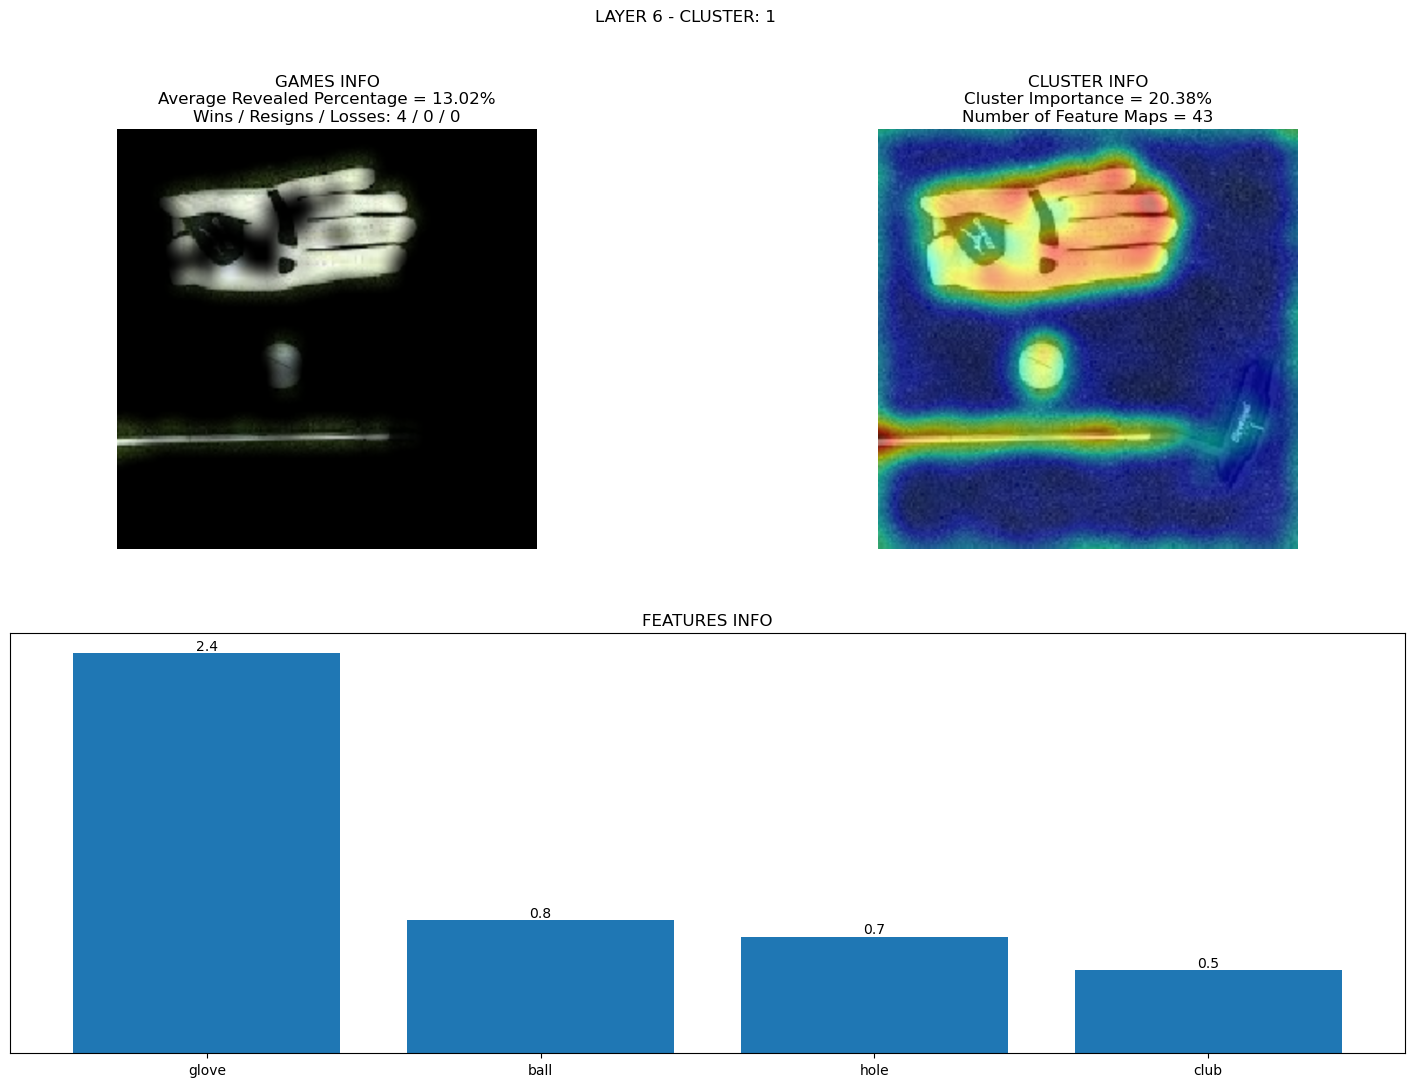 LAYER 6 - CLUSTER: 1
GAMES INFO
Average Revealed Percentage = 13.02%
Wins / Resigns / Losses: 4 / 0 / 0
CLUSTER INFO
Cluster Importance = 20.38%
Number of Feature Maps = 43
FEATURES INFO
2.4
0.8
0.7
0.5
glove
ball
hole
club